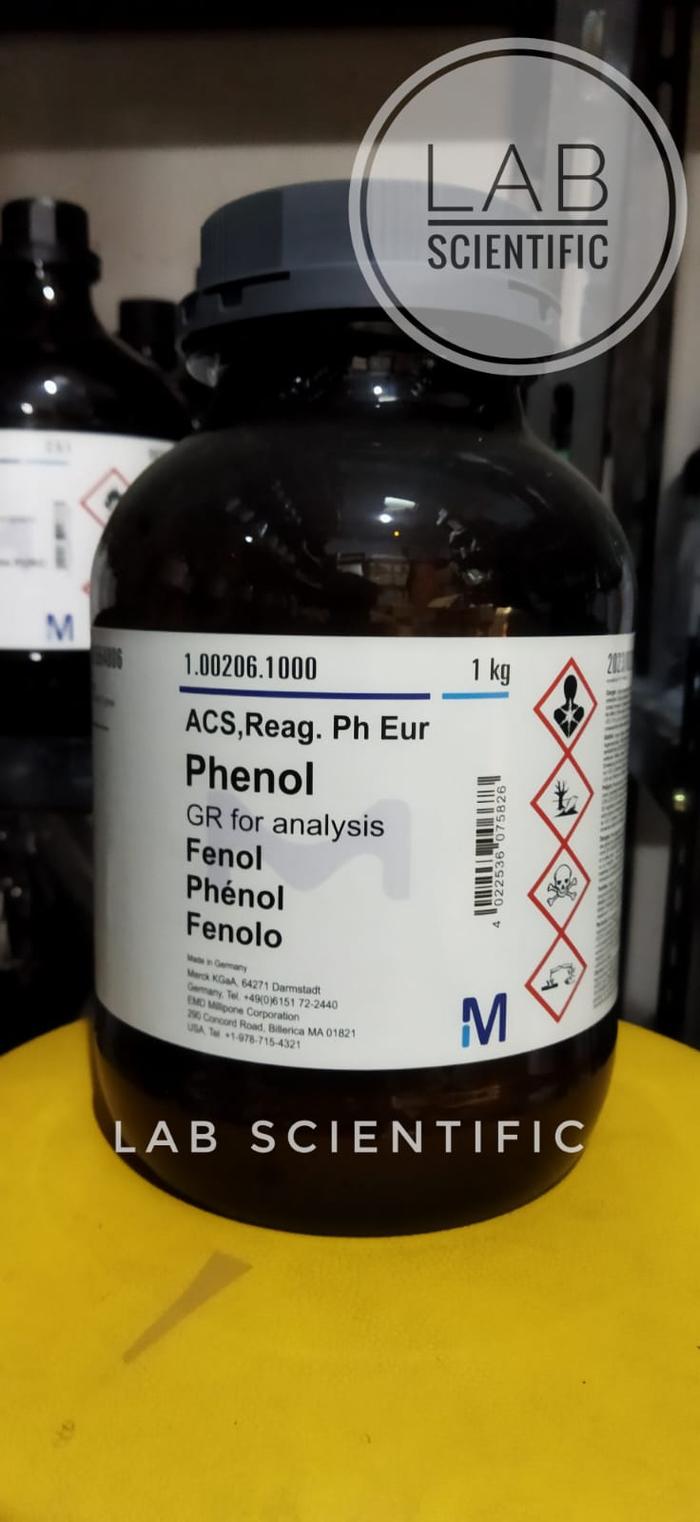 LAB
SCIENTIFIC
1.00206.1000
1 kg
ACS,Reag. Ph Eur
Phenol
GR for analysis
Fenol
Phénol
Fenolo
4 022536 075826
Made in Germany
Merck KGaA, 64271 Darmstadt
Germany, Tel. +49(0)6151 72-2440
EMD Millipore Corporation
290 Concord Road, Billerica MA 01821
USA, Tel. +1-978-715-4321
M
M
LAB SCIENTIFIC